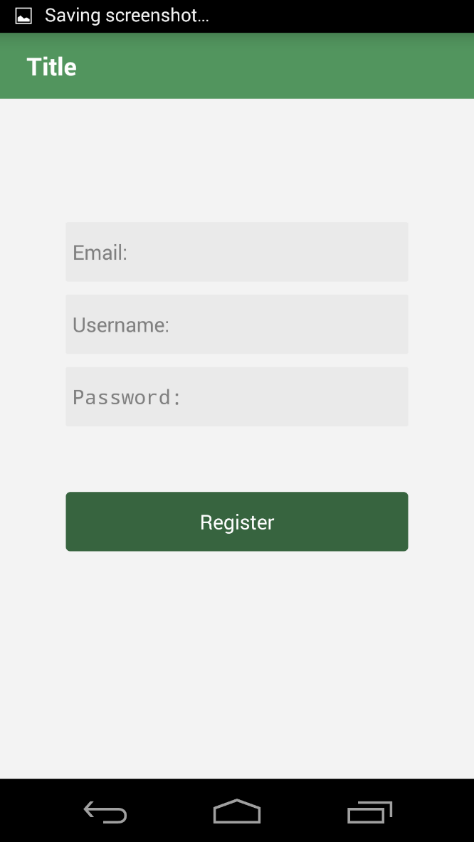 Saving screenshot...
Title
Email:
Username:
Password:
Register